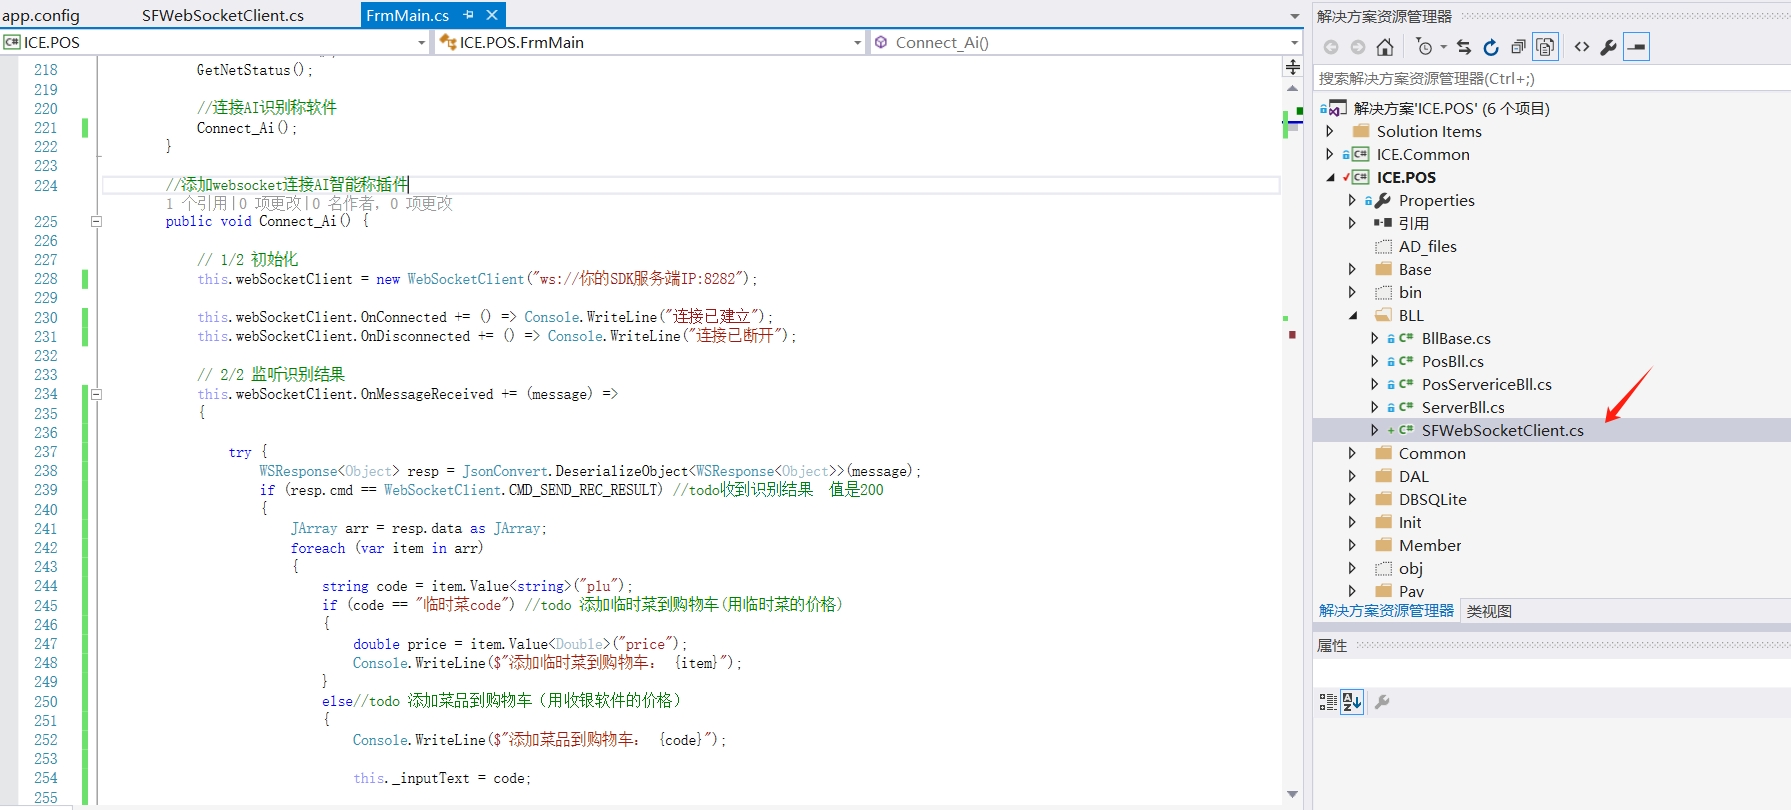 app.config
SFWebSocketClient.cs
FrmMain.cs
ICE.POS
ICE.POS.FrmMain
Connect_Ai()
218 GetNetStatus();
219
220 //连接AI识别称软件
221 Connect_Ai();
222 }
223
224 //添加websocket连接AI智能称插件
1 个引用|0 项更改|0 名作者, 0 项更改
225 public void Connect_Ai() {
226
227 // 1/2 初始化
228 this.webSocketClient = new WebSocketClient("ws://你的SDK服务端IP:8282");
229
230 this.webSocketClient.OnConnected += () => Console.WriteLine("连接已建立");
231 this.webSocketClient.OnDisconnected += () => Console.WriteLine("连接已断开");
232
233 // 2/2 监听识别结果
234 this.webSocketClient.OnMessageReceived += (message) =>
235 {
236
237 try {
238 WSResponse<Object> resp = JsonConvert.DeserializeObject<WSResponse<Object>>(message);
239 if (resp.cmd == WebSocketClient.CMD_SEND_REC_RESULT) //todo收到识别结果 值是200
240 {
241 JArray arr = resp.data as JArray;
242 foreach (var item in arr)
243 {
244 string code = item.Value<string>("plu");
245 if (code == "临时菜code") //todo 添加临时菜到购物车(用临时菜的价格)
246 {
247 double price = item.Value<Double>("price");
248 Console.WriteLine($"添加临时菜到购物车: {item}");
249 }
250 else//todo 添加菜品到购物车（用收银软件的价格）
251 {
252 Console.WriteLine($"添加菜品到购物车: {code}");
253
254 this._inputText = code;
255
解决方案资源管理器
搜索解决方案资源管理器(Ctrl+;)
解决方案'ICE.POS' (6 个项目)
Solution Items
ICE.Common
ICE.POS
Properties
引用
AD_files
Base
bin
BLL
BllBase.cs
PosBll.cs
PosServericeBll.cs
ServerBll.cs
SFWebSocketClient.cs
Common
DAL
DBSQLite
Init
Member
obj
Pay
解决方案资源管理器 类视图
属性